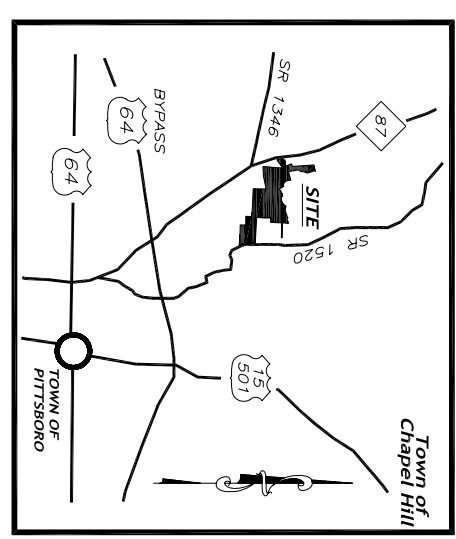 SR 1346
87
BYPASS
64
64
SITE
SR 1520
15
501
TOWN OF
PITTSBORO
Town of
Chapel Hill